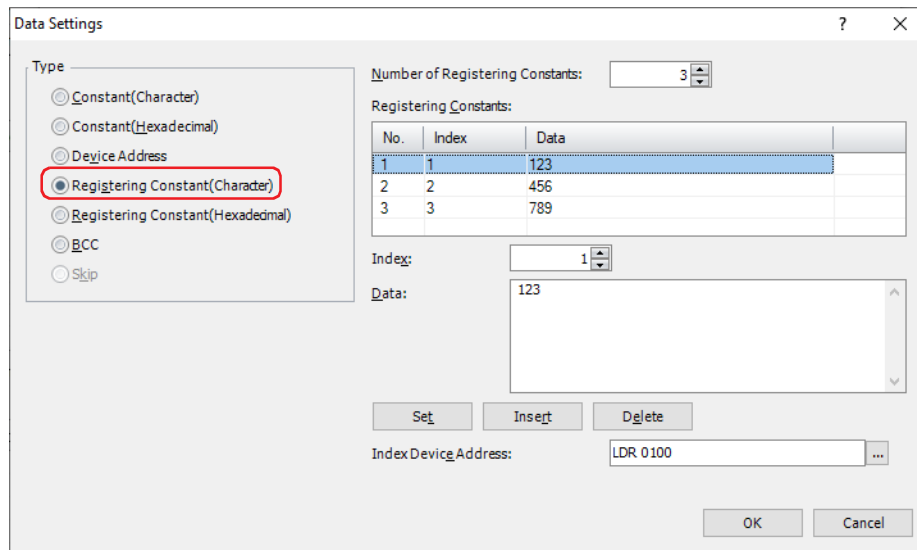 Data Settings ?
Type
Constant(Character)
Constant(Hexadecimal)
Device Address
Registering Constant(Character)
Registering Constant(Hexadecimal)
BCC
Skip
Number of Registering Constants: 3
Registering Constants:
No. Index Data
1 1 123
2 2 456
3 3 789
Index: 1
Data: 123
Set Insert Delete
Index Device Address: LDR 0100 ...
OK Cancel